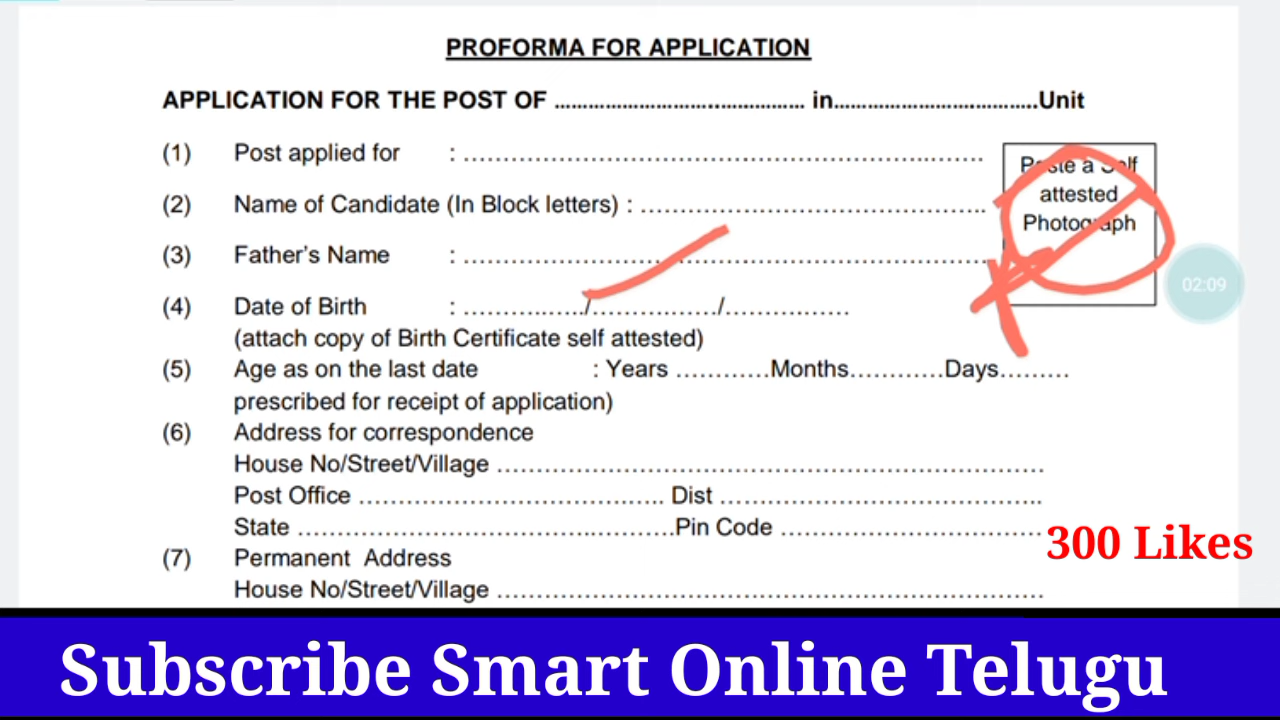 PROFORMA FOR APPLICATION
APPLICATION FOR THE POST OF ................................................ in..........................................Unit
(1) Post applied for : ..................................................................................
Paste a Self
attested
Photograph
(2) Name of Candidate (In Block letters) : .......................................................
(3) Father’s Name : ..................................................................................
02:09
(4) Date of Birth : ..................../...................../....................
(attach copy of Birth Certificate self attested)
(5) Age as on the last date : Years ............Months............Days.........
prescribed for receipt of application)
(6) Address for correspondence
House No/Street/Village ......................................................................
Post Office ....................................... Dist .........................................
State ................................................Pin Code ..................................
300 Likes
(7) Permanent Address
House No/Street/Village ......................................................................
Subscribe Smart Online Telugu